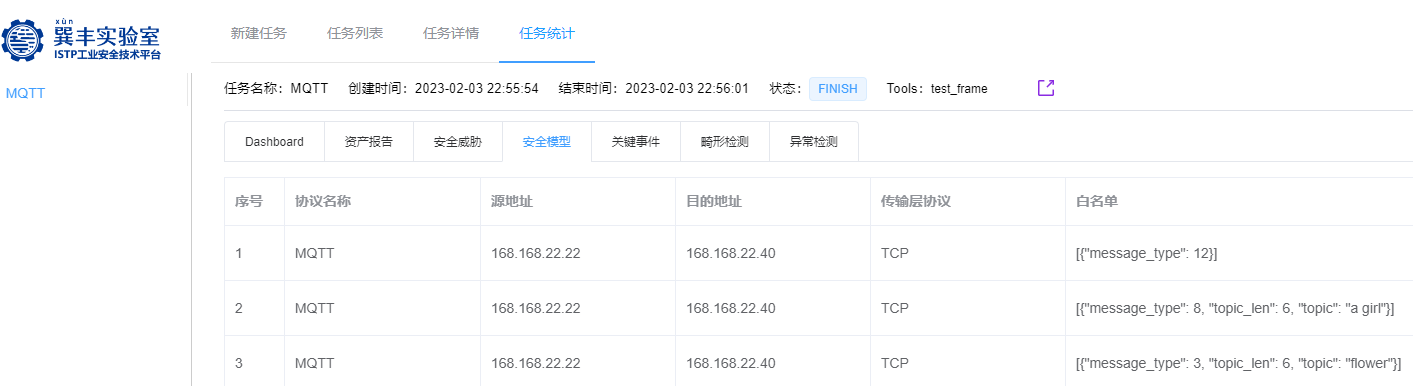 xùn
巽丰实验室
ISTP工业安全技术平台
新建任务 任务列表 任务详情 任务统计
MQTT
任务名称：MQTT 创建时间：2023-02-03 22:55:54 结束时间：2023-02-03 22:56:01 状态： FINISH Tools：test_frame
Dashboard 资产报告 安全威胁 安全模型 关键事件 畸形检测 异常检测
序号 协议名称 源地址 目的地址 传输层协议 白名单
1 MQTT 168.168.22.22 168.168.22.40 TCP [{"message_type": 12}]
2 MQTT 168.168.22.22 168.168.22.40 TCP [{"message_type": 8, "topic_len": 6, "topic": "a girl"}]
3 MQTT 168.168.22.22 168.168.22.40 TCP [{"message_type": 3, "topic_len": 6, "topic": "flower"}]